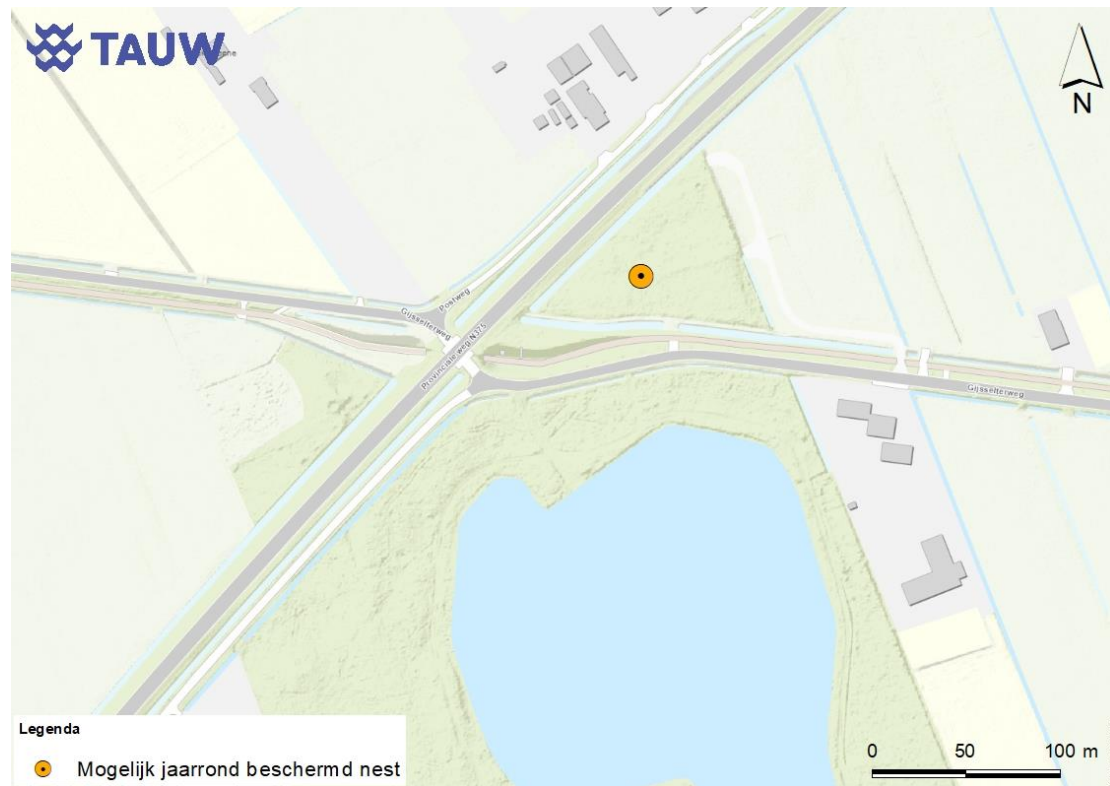 TAUW
N
Postweg
Gijsselterweg
Provinciale weg N375
Gijsselterweg
Legenda
Mogelijk jaarrond beschermd nest
0 50 100 m